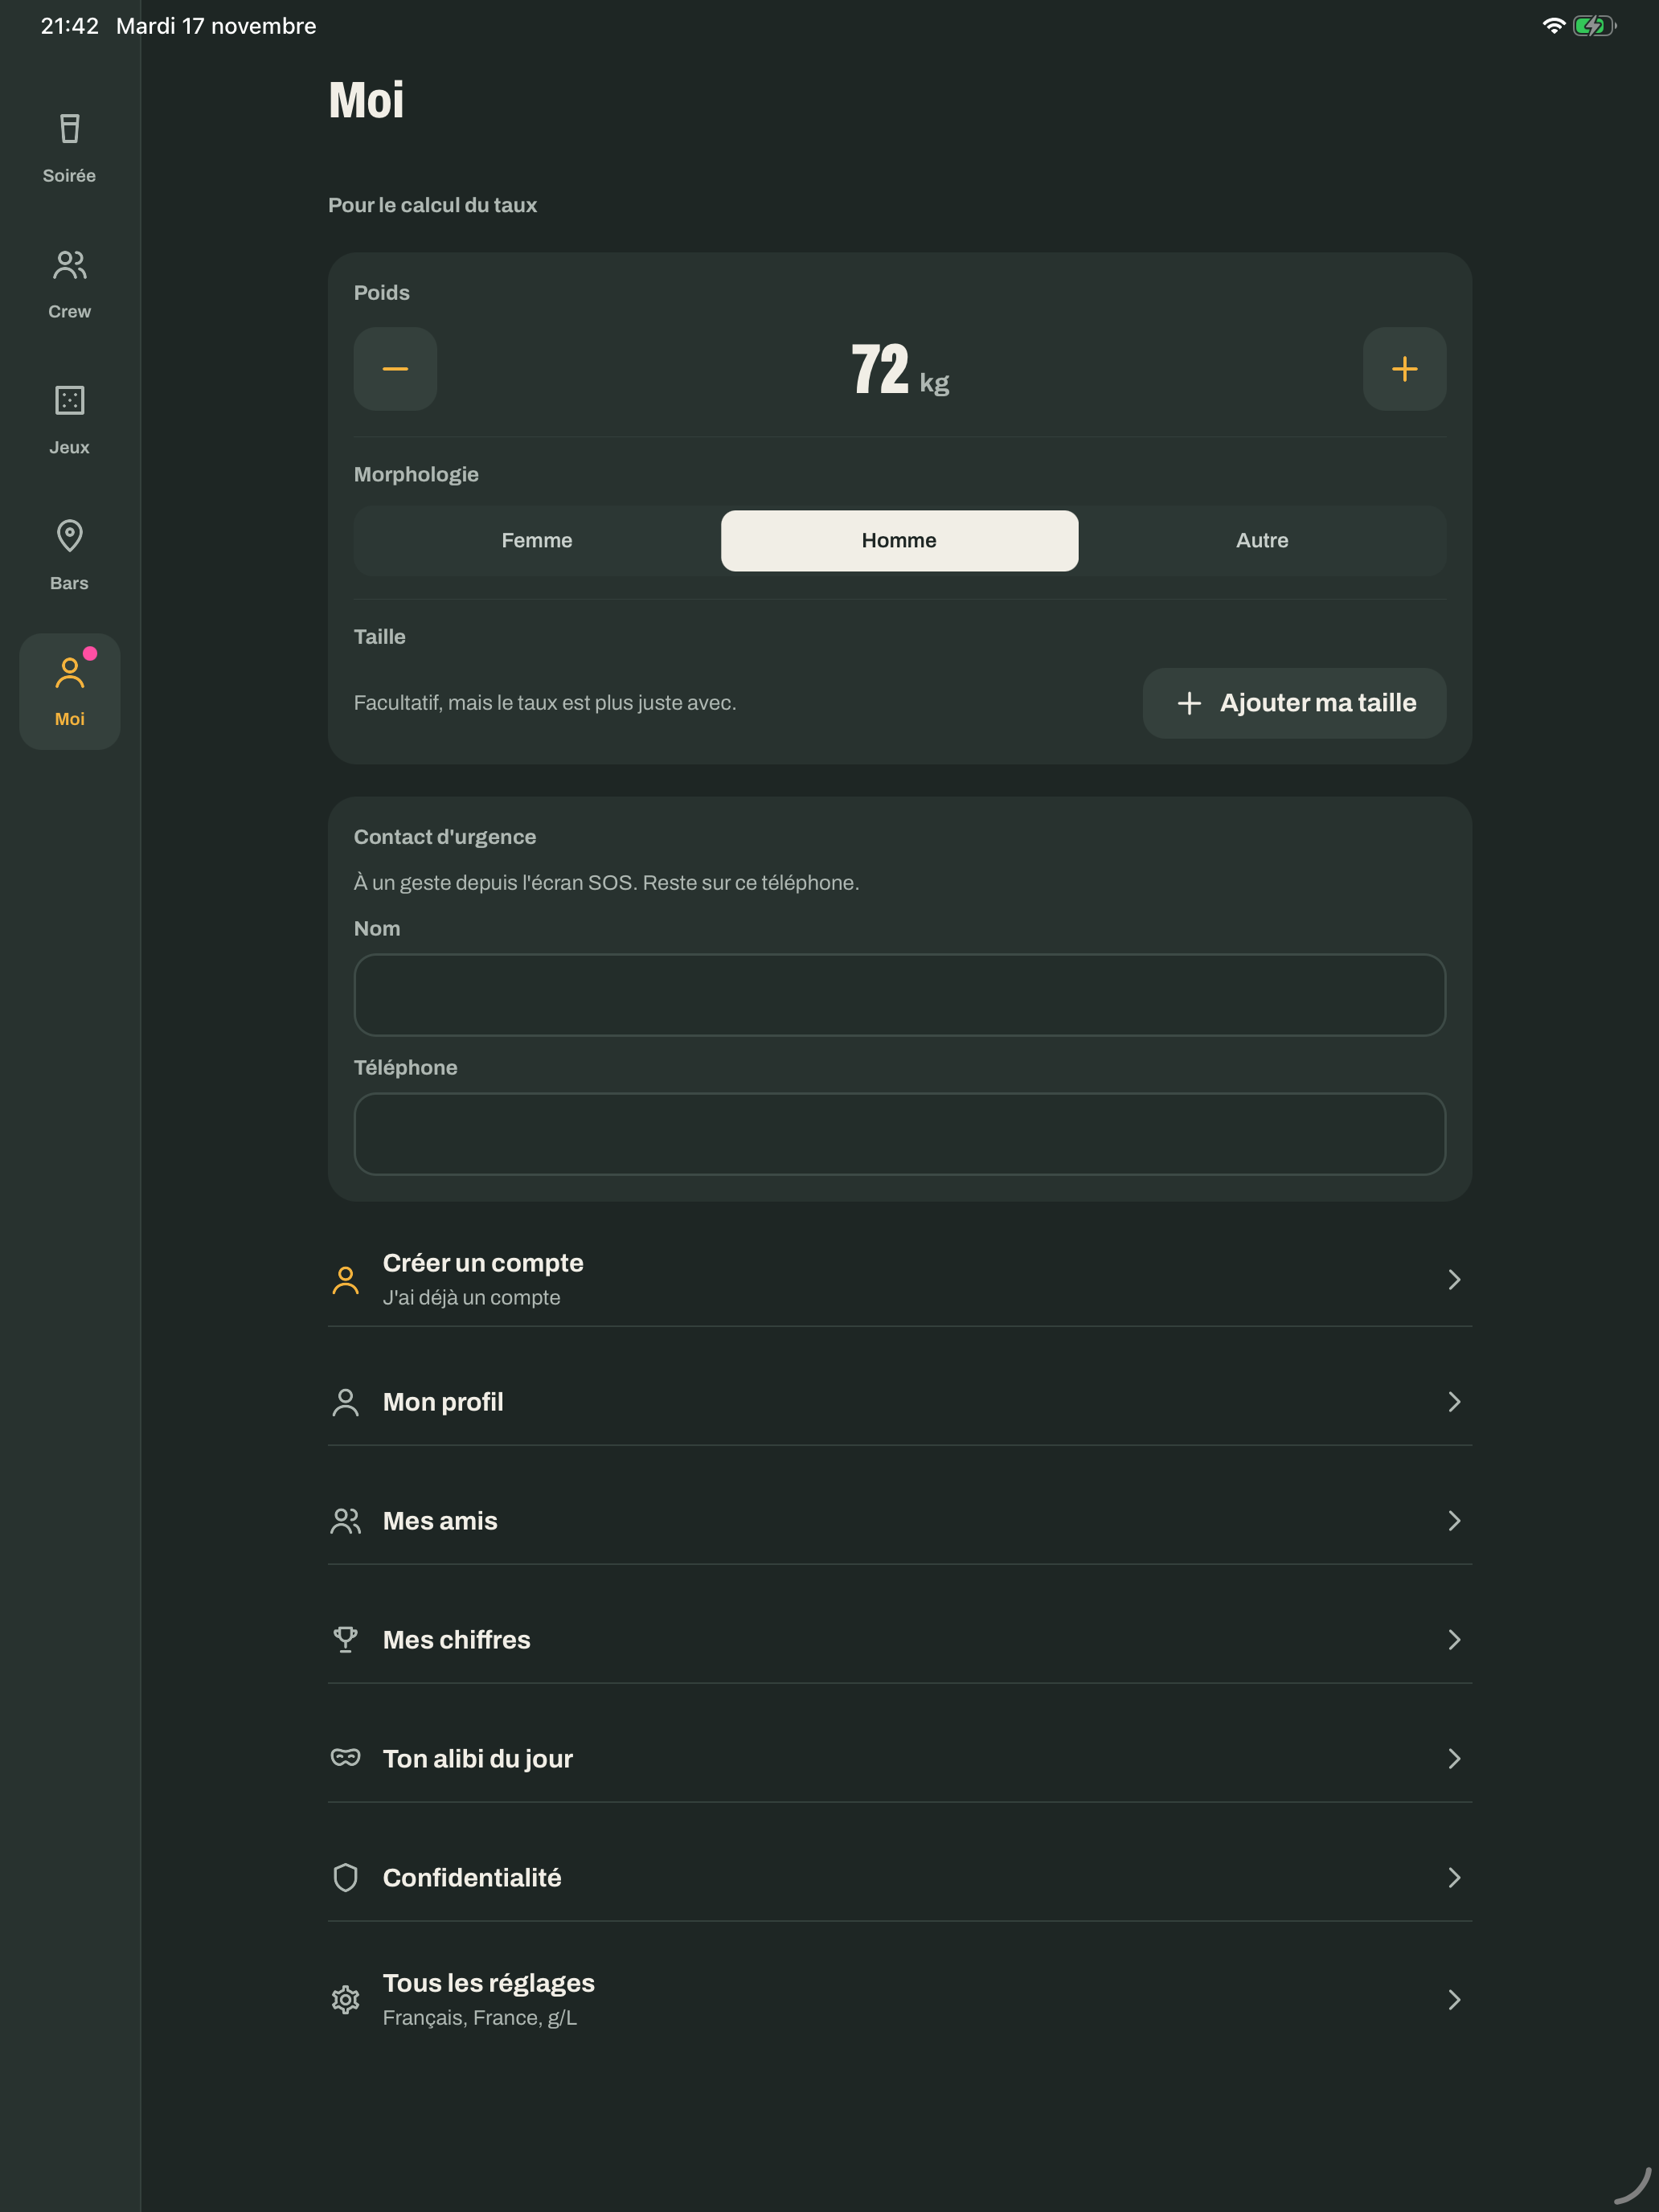 21:42 Mardi 17 novembre
Soirée
Crew
Jeux
Bars
Moi
Moi
Pour le calcul du taux
Poids
72 kg
Morphologie
Femme Homme Autre
Taille
Facultatif, mais le taux est plus juste avec.
Ajouter ma taille
Contact d'urgence
À un geste depuis l'écran SOS. Reste sur ce téléphone.
Nom
Téléphone
Créer un compte
J'ai déjà un compte
Mon profil
Mes amis
Mes chiffres
Ton alibi du jour
Confidentialité
Tous les réglages
Français, France, g/L